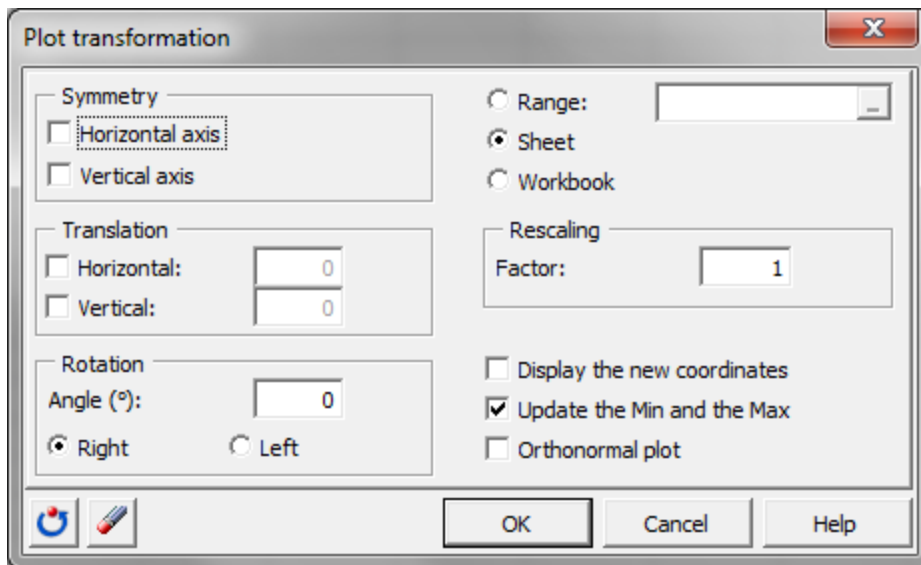 Plot transformation
Symmetry
Horizontal axis
Vertical axis
Translation
Horizontal: 0
Vertical: 0
Rotation
Angle (°): 0
Right Left
Range: _
Sheet
Workbook
Rescaling
Factor: 1
Display the new coordinates
Update the Min and the Max
Orthonormal plot
OK Cancel Help